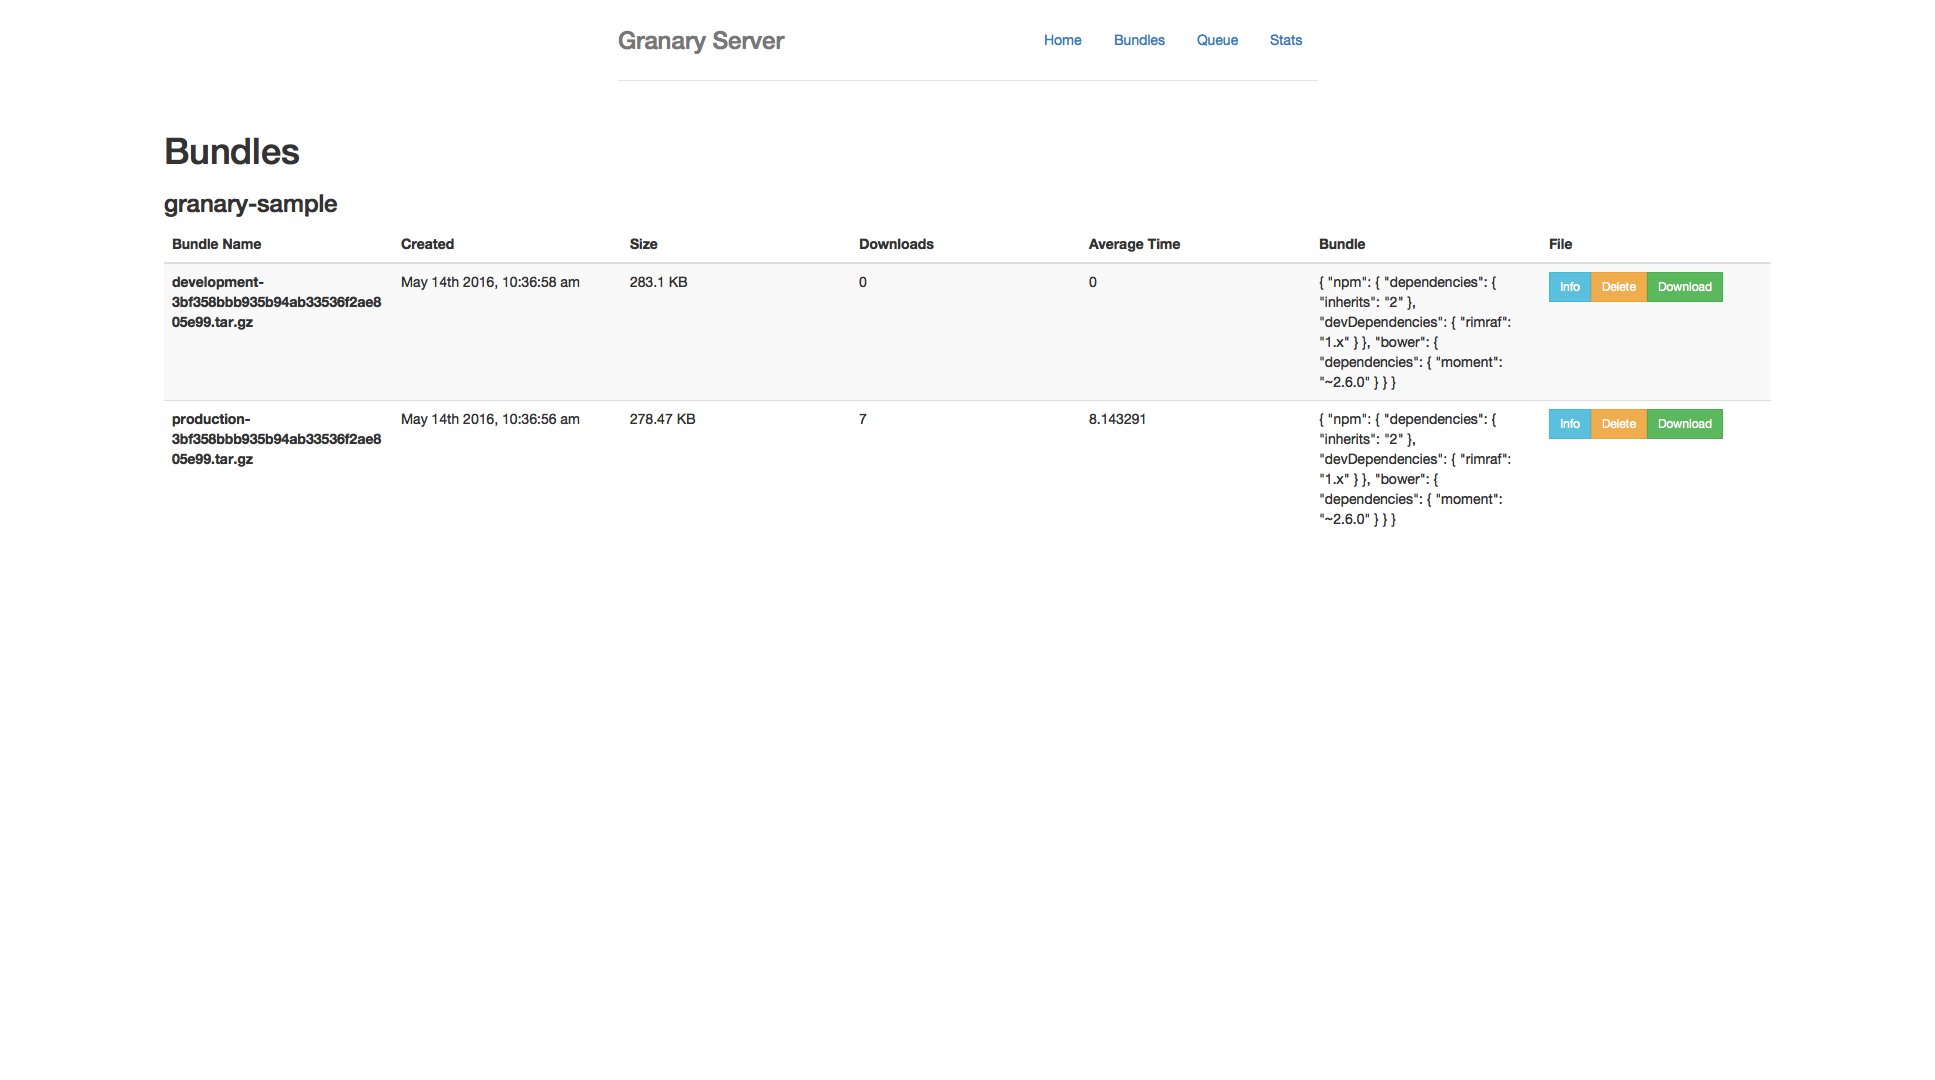 Granary Server Home Bundles Queue Stats
Bundles
granary-sample
Bundle Name Created Size Downloads Average Time Bundle File
development- May 14th 2016, 10:36:58 am 283.1 KB 0 0 { "npm": { "dependencies": { Info Delete Download
3bf358bbb935b94ab33536f2ae8 "inherits": "2" },
05e99.tar.gz "devDependencies": { "rimraf":
"1.x" } }, "bower": {
"dependencies": { "moment":
"~2.6.0" } } }
production- May 14th 2016, 10:36:56 am 278.47 KB 7 8.143291 { "npm": { "dependencies": { Info Delete Download
3bf358bbb935b94ab33536f2ae8 "inherits": "2" },
05e99.tar.gz "devDependencies": { "rimraf":
"1.x" } }, "bower": {
"dependencies": { "moment":
"~2.6.0" } } }